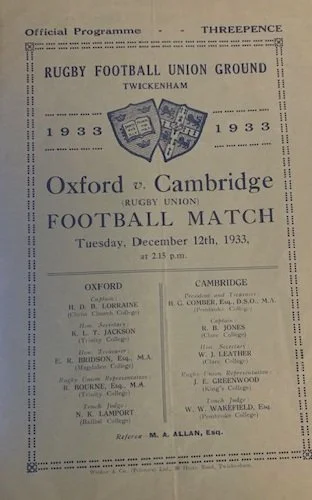 Official Programme - - THREEPENCE
RUGBY FOOTBALL UNION GROUND
TWICKENHAM
1933 1933
Oxford v. Cambridge
(RUGBY UNION)
FOOTBALL MATCH
Tuesday, December 12th, 1933,
at 2.15 p.m.
OXFORD
Captain:
H. D. B. LORRAINE
(Christ Church College)
Hon. Secretary:
K. L. T. JACKSON
(Trinity College)
Hon. Treasurer:
E. R. BRIDSON, Esq., M.A.
(Magdalen College)
Rugby Union Representative:
B. BOURNE, Esq., M.A.
(Trinity College)
Touch Judge:
N. K. LAMPORT
(Balliol College)
CAMBRIDGE
President and Treasurer:
H. G. COMBER, Esq., D.S.O., M.A.
(Pembroke College)
Captain:
R. B. JONES
(Clare College)
Hon. Secretary
W. J. LEATHER
(Clare College)
Rugby Union Representative:
J. E. GREENWOOD
(King's College)
Touch Judge
W. W. WAKEFIELD, Esq.
(Pembroke College)
Referee M. A. ALLAN, Esq.
Road, Twickenham.